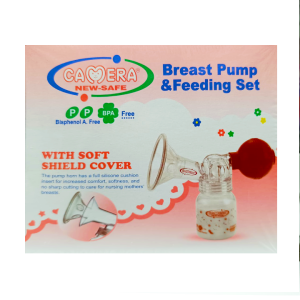 CAMERA
NEW-SAFE
Breast Pump
&Feeding Set
P P BPA Free
Bisphenol A, Free
WITH SOFT
SHIELD COVER
The pump horn has a full silicone cushion
insert for increased comfort, softness, and
no sharp cutting to care for nursing mothers'
breasts.